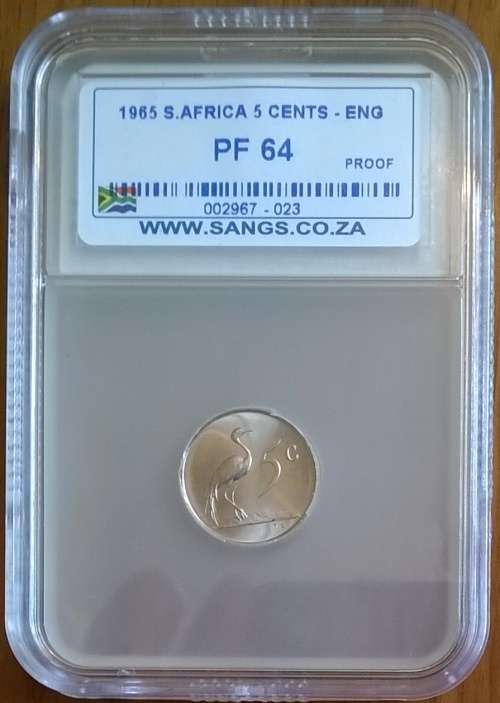 1965 S.AFRICA 5 CENTS - ENG
PF 64
PROOF
002967 - 023
WWW.SANGS.CO.ZA
5c